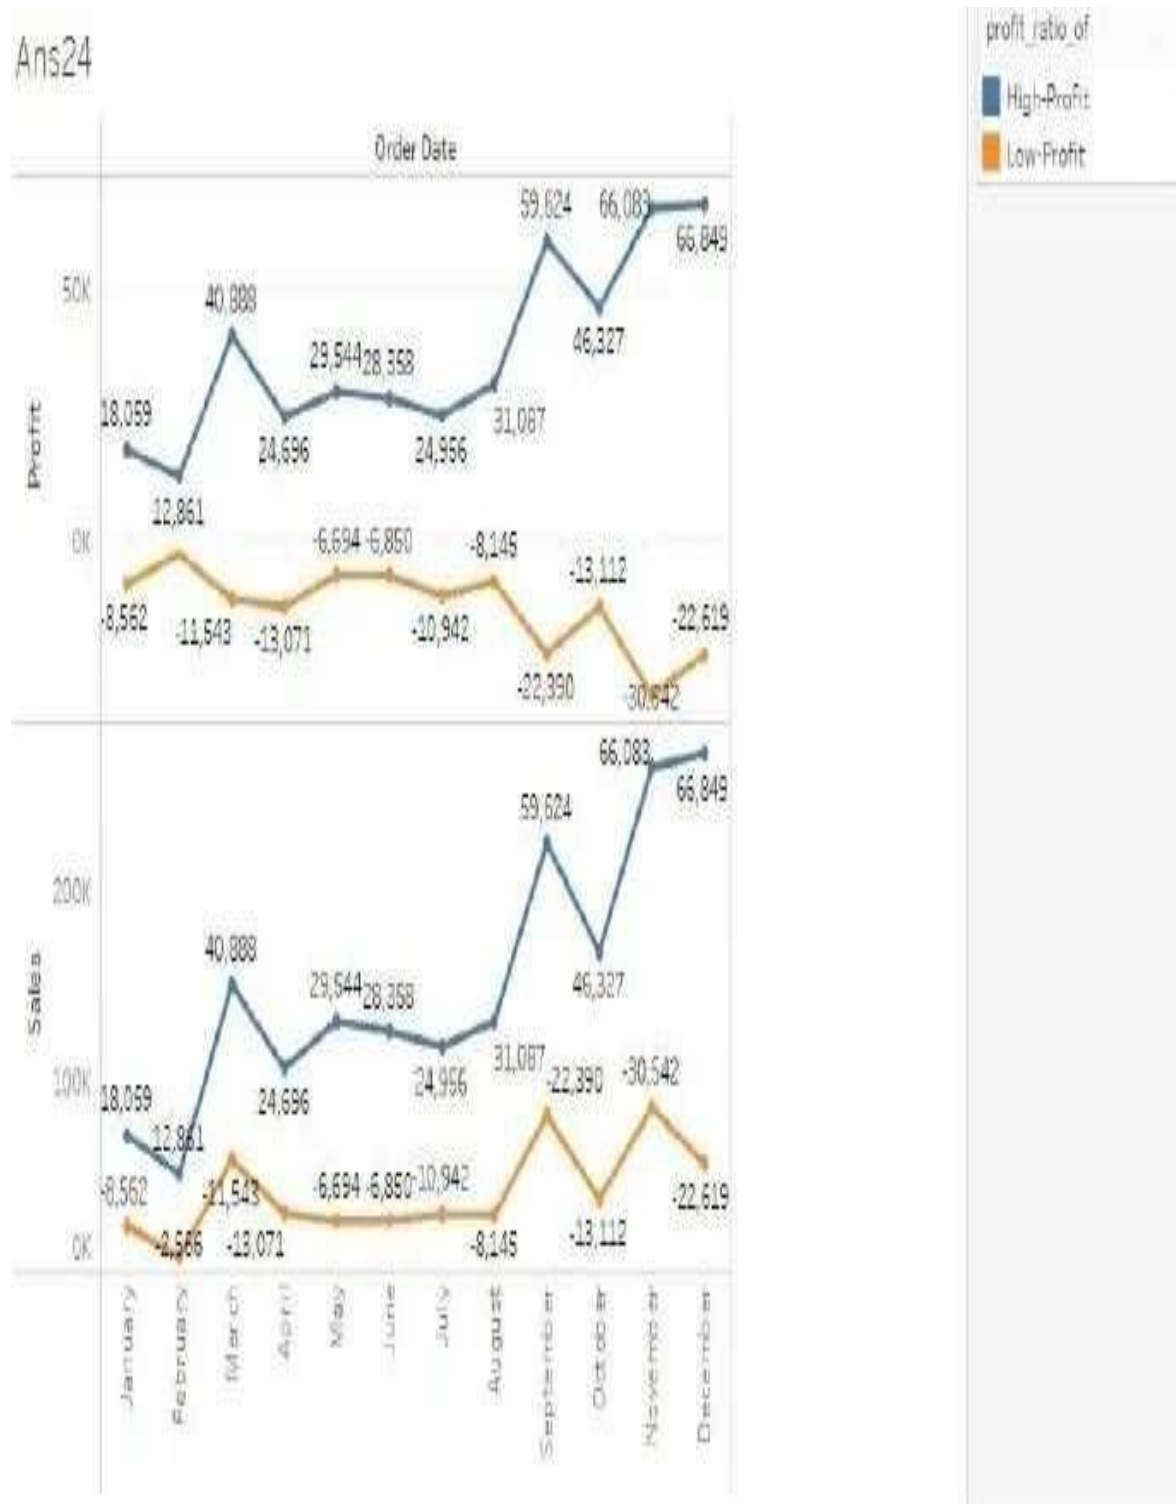 Ans24
profit_ratio_of
High-Profit
Low-Profit
Order Date
59,624 66,083
66,849
50K
40,888
46,327
29,544 28,358
18,059
31,087
24,696 24,956
Profit
12,861
0K
-6,694 -6,850 -8,145
-13,112
-8,562 -11,543 -13,071 -10,942
-22,619
-22,390
66,083
66,849
59,624
200K
40,888
46,327
29,544 28,358
Sales
31,087
-22,390 -30,542
100K
18,059
24,696 24,956
12,861
-8,562 -11,543 -6,694 -6,850 -10,942
-22,619
0K
-13,071 -8,145 -13,112
January
February
March
April
May
June
July
August
September
October
November
December